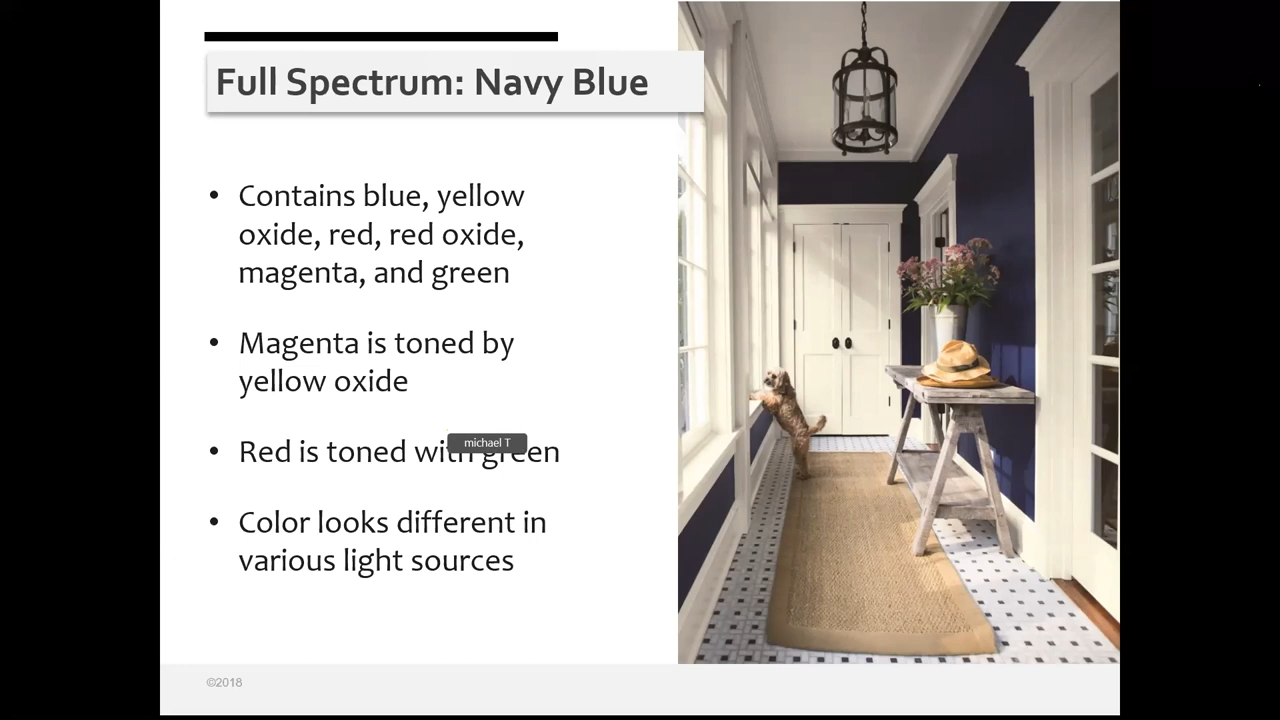 Full Spectrum: Navy Blue
• Contains blue, yellow
oxide, red, red oxide,
magenta, and green
• Magenta is toned by
yellow oxide
michael T
• Red is toned with green
• Color looks different in
various light sources
©2018